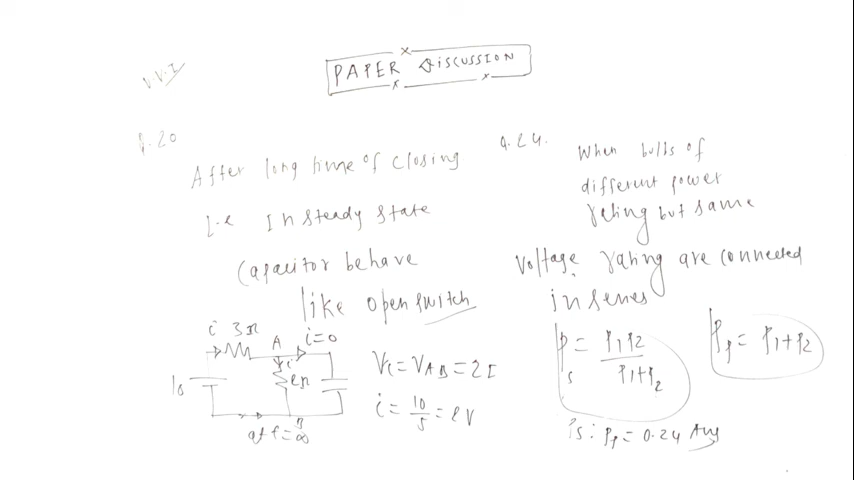 V.V.I
PAPER DISCUSSION
Q.20
After long time of closing
i.e In steady state
Capacitor behave
like open switch
i 3Ω A i=0
i 2Ω
10
B
at t=∞
Vc = VAB = 2I
i = 10/5 = 2V
Q.24.
When bulbs of
different power
rating but same
voltage rating are connected
in series
Ps = P1P2/P1+P2
Pp = P1+P2
Ps : Pp = 0.24 Ans